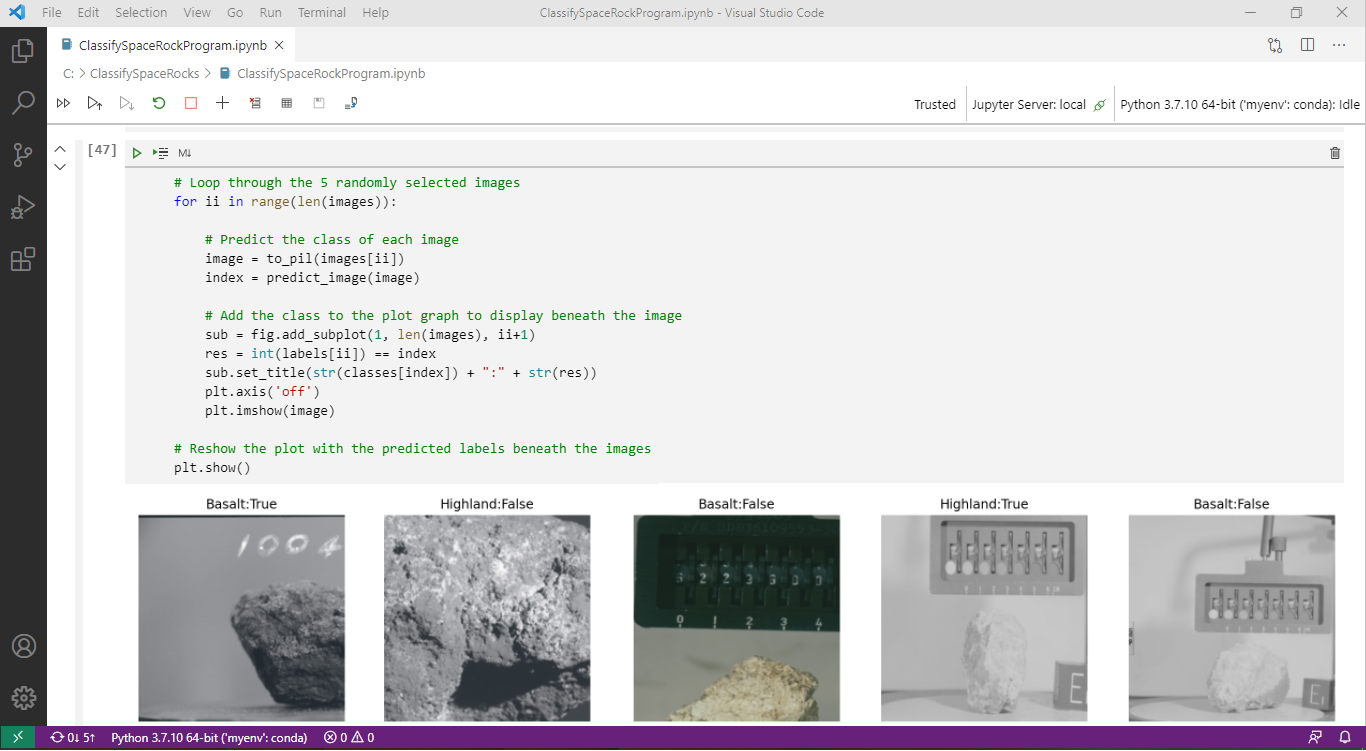 File Edit Selection View Go Run Terminal Help
ClassifySpaceRockProgram.ipynb - Visual Studio Code
ClassifySpaceRockProgram.ipynb
C: > ClassifySpaceRocks > ClassifySpaceRockProgram.ipynb
Trusted Jupyter Server: local Python 3.7.10 64-bit ('myenv': conda): Idle
[47] M↓
# Loop through the 5 randomly selected images
for ii in range(len(images)):
# Predict the class of each image
image = to_pil(images[ii])
index = predict_image(image)
# Add the class to the plot graph to display beneath the image
sub = fig.add_subplot(1, len(images), ii+1)
res = int(labels[ii]) == index
sub.set_title(str(classes[index]) + ":" + str(res))
plt.axis('off')
plt.imshow(image)
# Reshow the plot with the predicted labels beneath the images
plt.show()
Basalt:True Highland:False Basalt:False Highland:True Basalt:False
1004
0 1 2 3 4
E
E
0↓ 5↑ Python 3.7.10 64-bit ('myenv': conda) 0 0